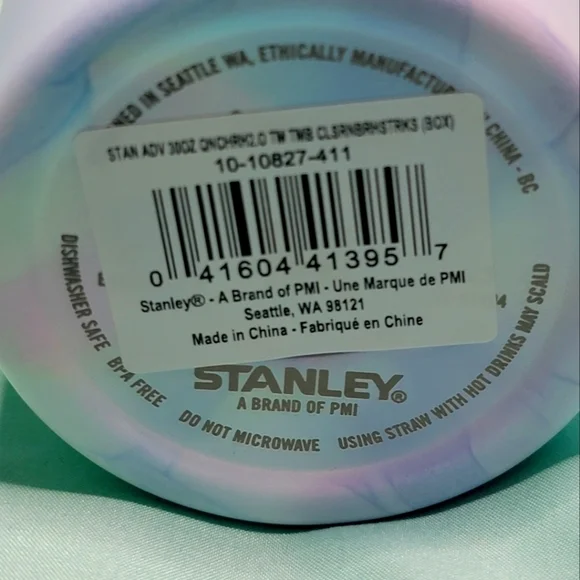 NED IN SEATTLE WA, ETHICALLY MANUFACTUR
CHINA - BC
STAN ADV 30OZ QNCHRH2.0 TM TMB CLSRNBRHSTRKS (BOX)
10-10827-411
0 41604 41395 7
Stanley® - A Brand of PMI - Une Marque de PMI
Seattle, WA 98121
Made in China - Fabriqué en Chine
STANLEY®
A BRAND OF PMI
DISHWASHER SAFE BPA FREE DO NOT MICROWAVE USING STRAW WITH HOT DRINKS MAY SCALD